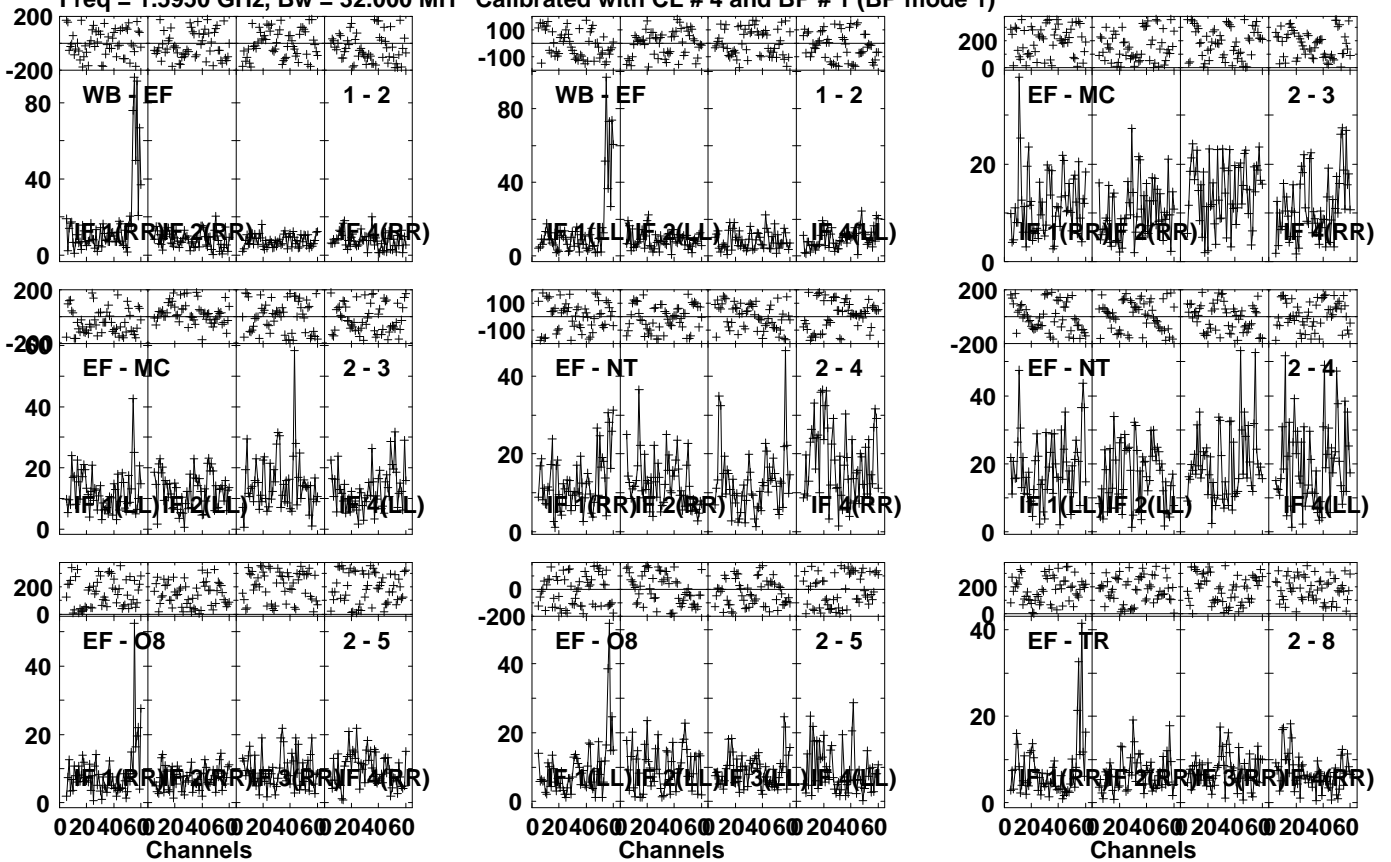 Freq = 1.5950 GHz, Bw = 32.000 MH Calibrated with CL # 4 and BP # 1 (BP mode 1)
200
-200
WB - EF 1 - 2
80
40
0
IF 1(RR) IF 2(RR) IF 4(RR)
100
-100
WB - EF 1 - 2
80
40
0
IF 1(LL) IF 3(LL) IF 4(LL)
200
0
EF - MC 2 - 3
20
0
IF 1(RR) IF 2(RR) IF 4(RR)
200
-200
60
EF - MC 2 - 3
40
20
0
IF 1(LL) IF 2(LL) IF 4(LL)
100
-100
EF - NT 2 - 4
40
20
0
IF 1(RR) IF 2(RR) IF 4(RR)
200
-200
EF - NT 2 - 4
40
20
0
IF 1(LL) IF 2(LL) IF 4(LL)
200
0
EF - O8 2 - 5
40
20
0
IF 1(RR) IF 2(RR) IF 3(RR) IF 4(RR)
0 20 40 60 0 20 40 60 0 20 40 60 0 20 40 60
Channels
0
-200
EF - O8 2 - 5
40
20
0
IF 1(LL) IF 2(LL) IF 3(LL) IF 4(LL)
0 20 40 60 0 20 40 60 0 20 40 60 0 20 40 60
Channels
200
0
EF - TR 2 - 8
40
20
0
IF 1(RR) IF 2(RR) IF 3(RR) IF 4(RR)
0 20 40 60 0 20 40 60 0 20 40 60 0 20 40 60
Channels